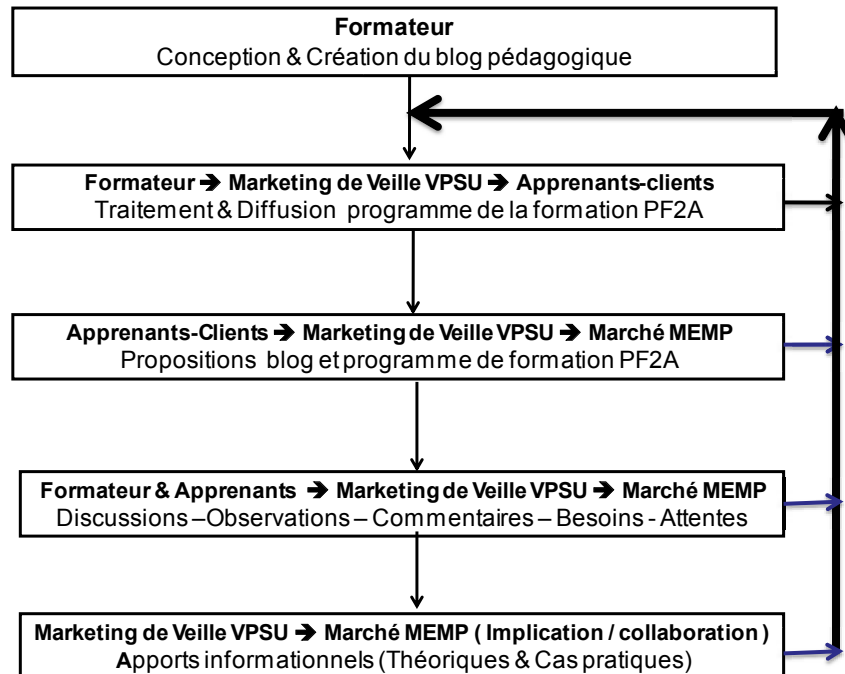 Formateur
Conception & Création du blog pédagogique
Formateur ➔ Marketing de Veille VPSU ➔ Apprenants-clients
Traitement & Diffusion programme de la formation PF2A
Apprenants-Clients ➔ Marketing de Veille VPSU ➔ Marché MEMP
Propositions blog et programme de formation PF2A
Formateur & Apprenants ➔ Marketing de Veille VPSU ➔ Marché MEMP
Discussions – Observations – Commentaires – Besoins - Attentes
Marketing de Veille VPSU ➔ Marché MEMP ( Implication / collaboration )
Apports informationnels (Théoriques & Cas pratiques)